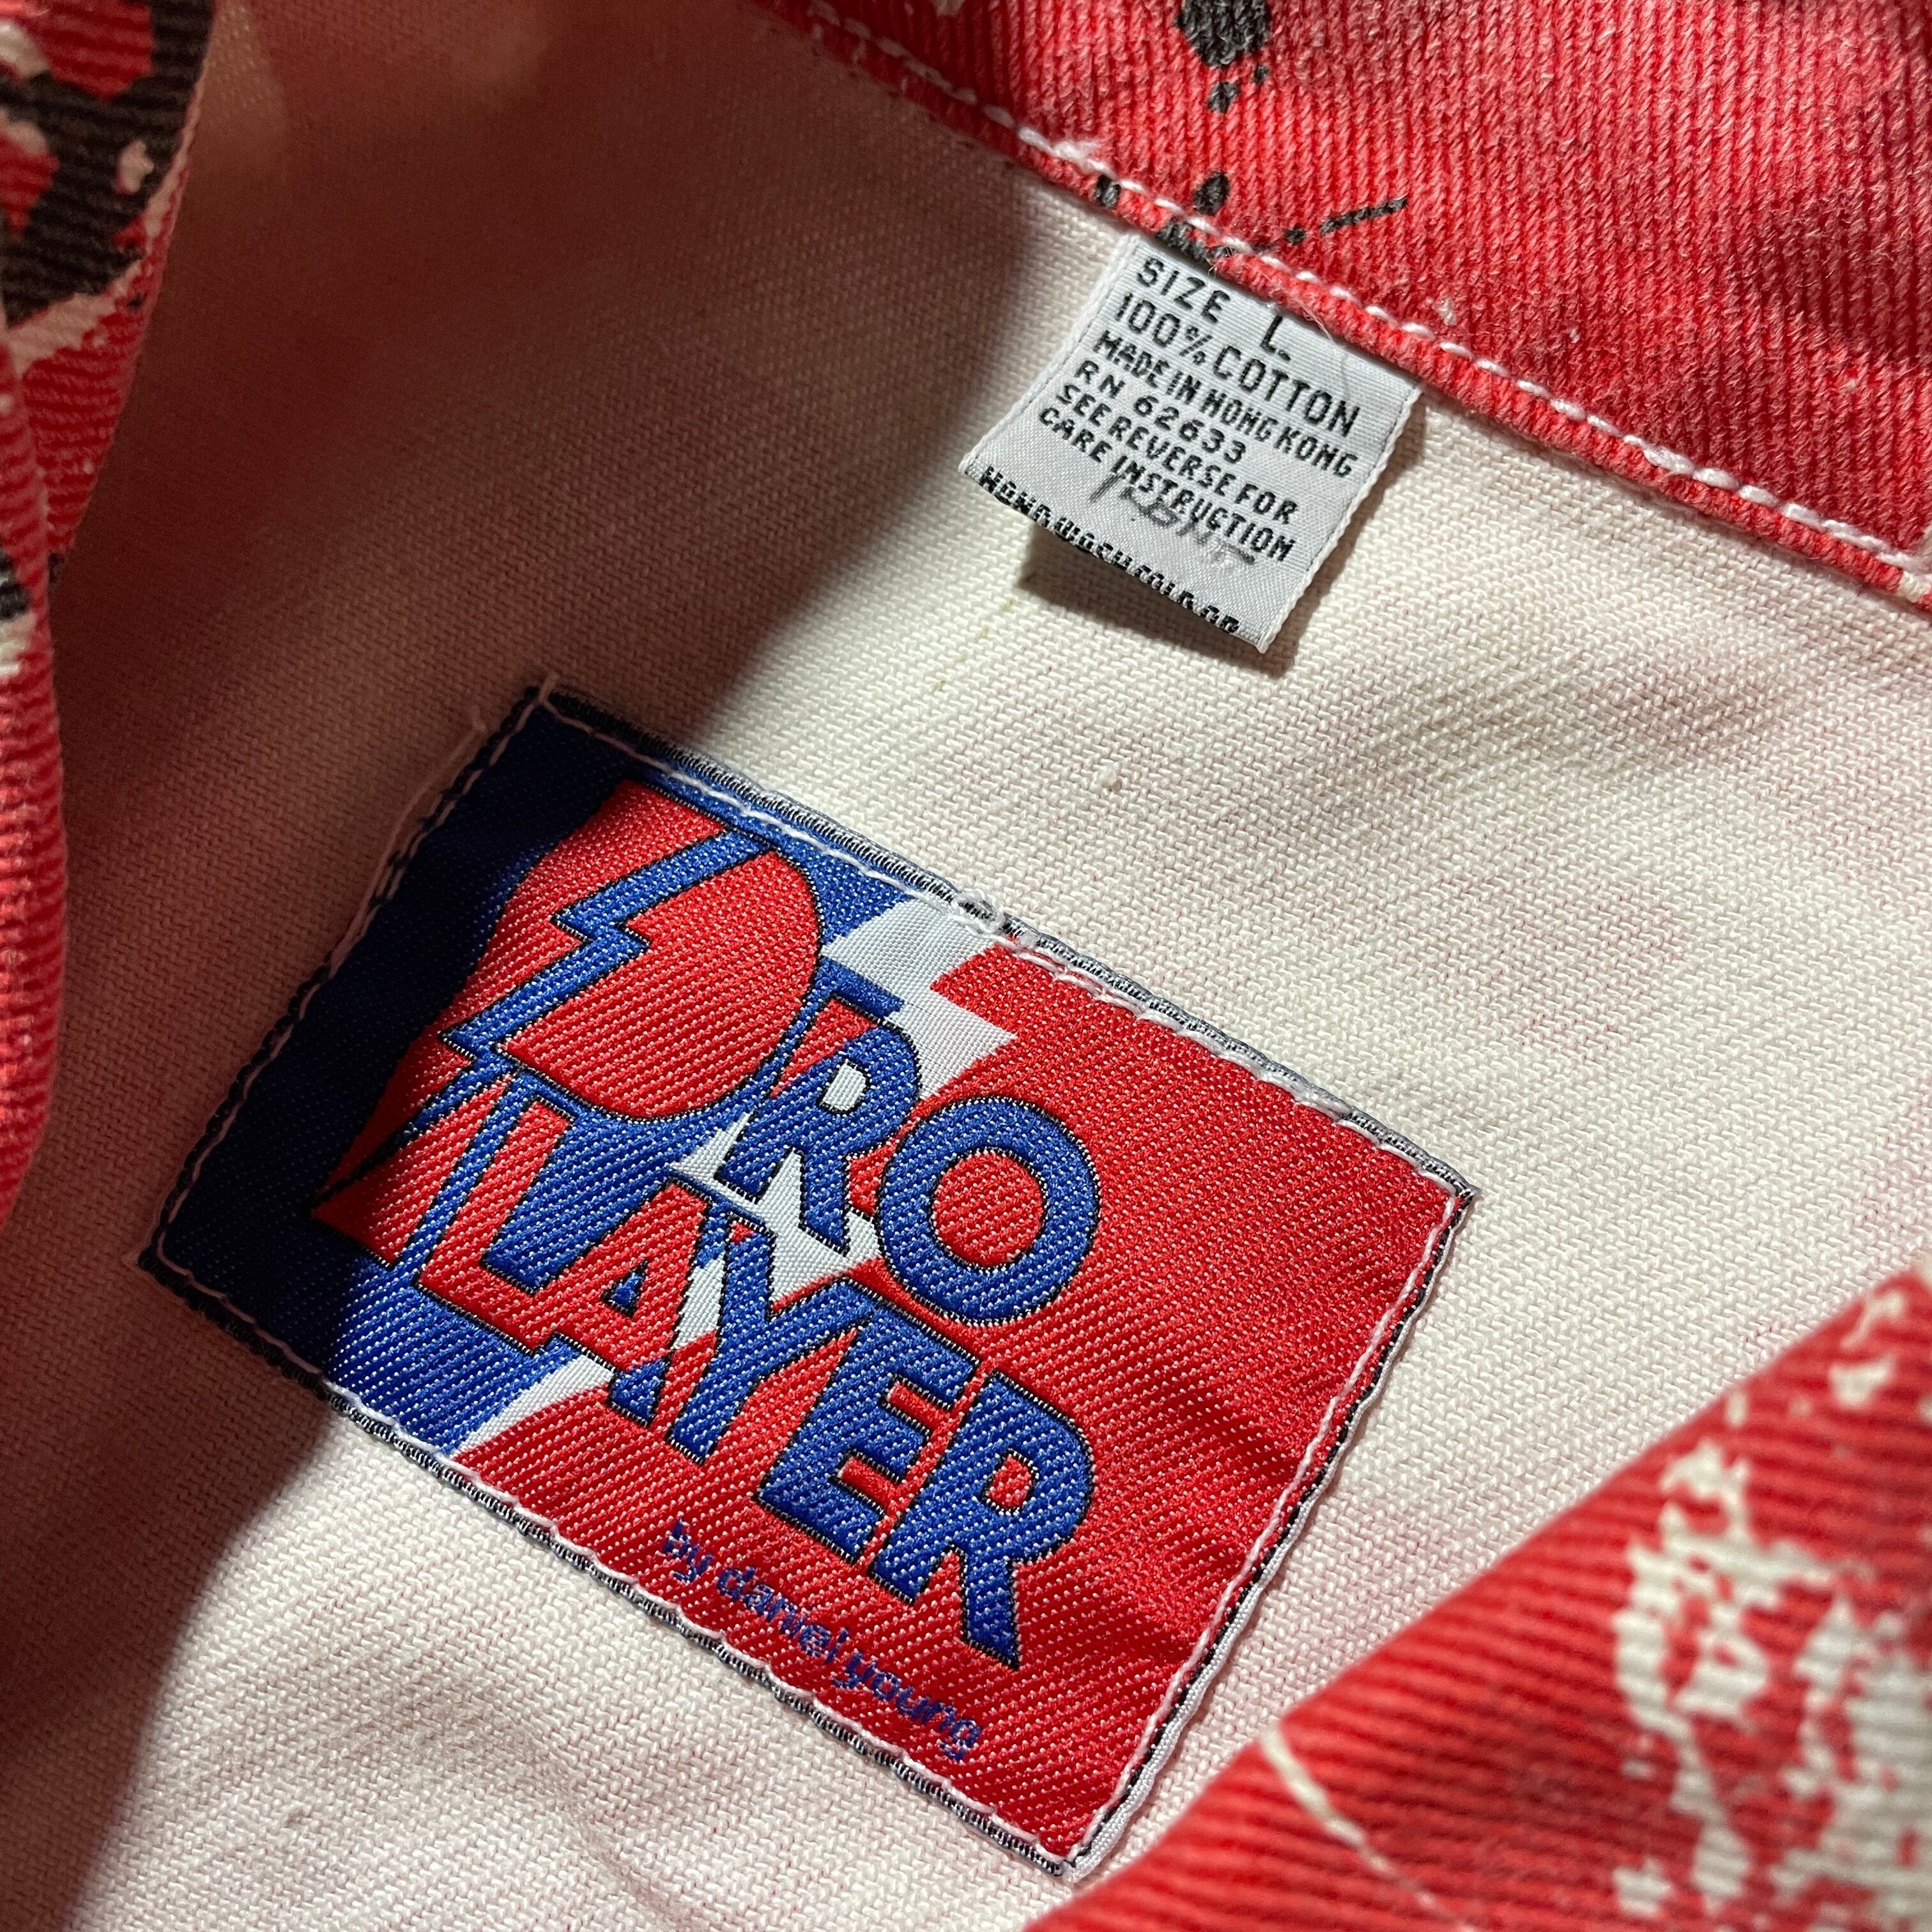 SIZE L.
100% COTTON
MADE IN HONG KONG
RN 62633
SEE REVERSE FOR
CARE INSTRUCTION
PRO
PLAYER
by daniel young